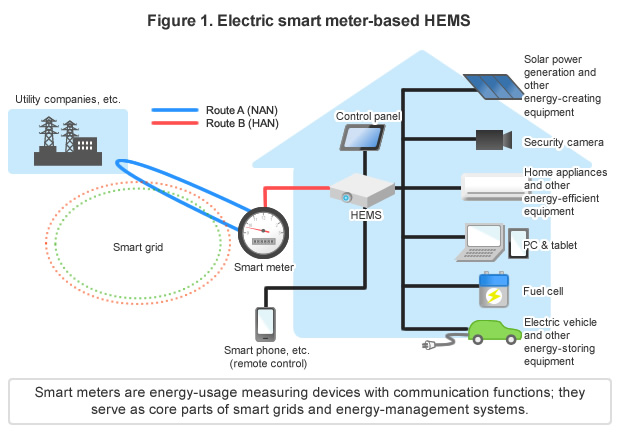 Figure 1. Electric smart meter-based HEMS
Utility companies, etc.
Route A (NAN)
Route B (HAN)
Control panel
Solar power
generation and
other
energy-creating
equipment
Security camera
Home appliances
and other
energy-efficient
equipment
HEMS
Smart grid
Smart meter
PC & tablet
Fuel cell
Smart phone, etc.
(remote control)
Electric vehicle
and other
energy-storing
equipment
Smart meters are energy-usage measuring devices with communication functions; they
serve as core parts of smart grids and energy-management systems.